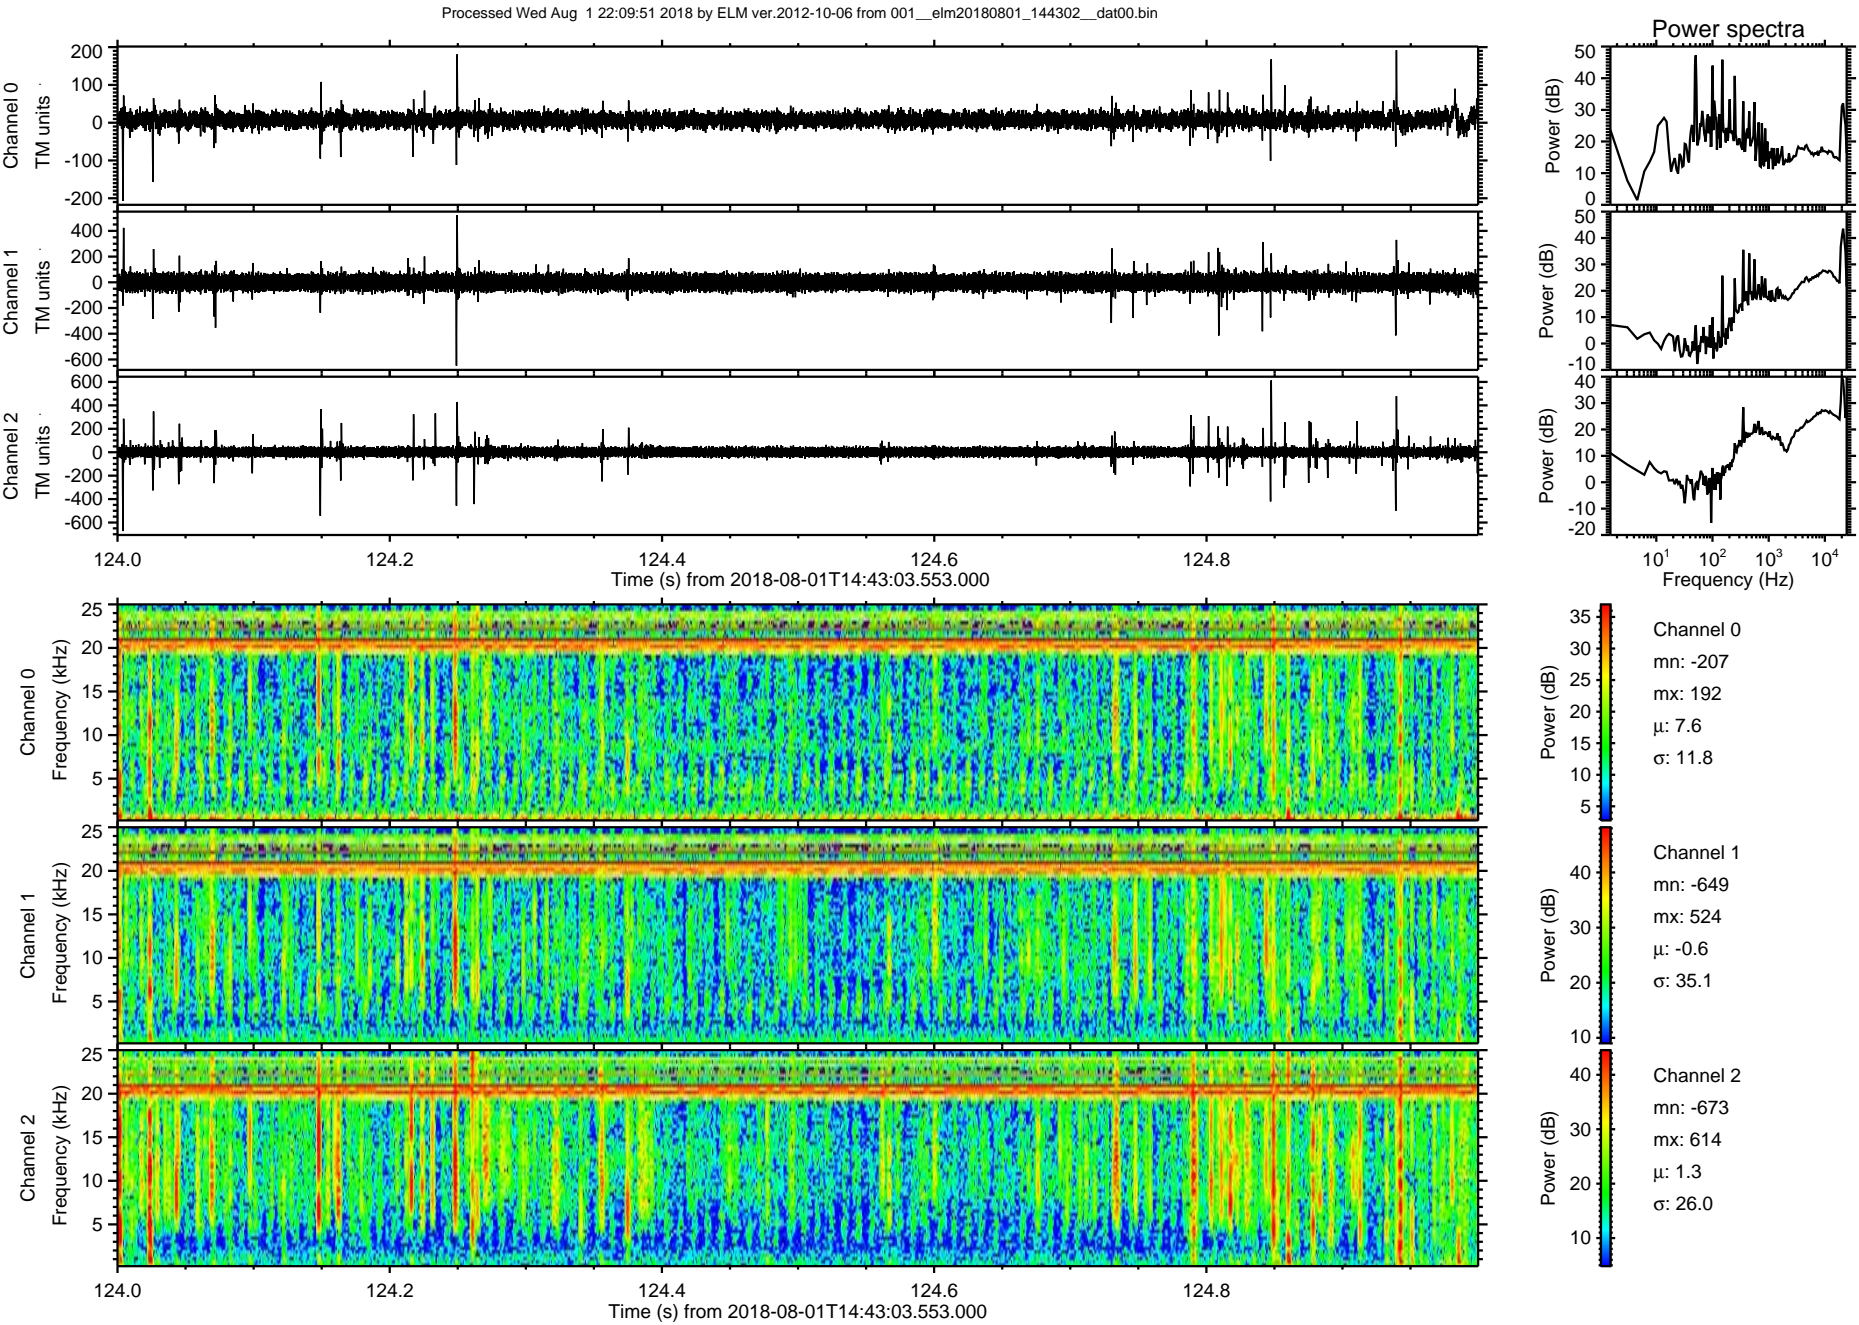 Processed Wed Aug  1 22:09:51 2018 by ELM ver.2012-10-06 from 001__elm20180801_144302__dat00.bin
Power spectra
Channel 0
TM units
200
100
0
-100
-200
Power (dB)
50
40
30
20
10
0
Channel 1
TM units
400
200
0
-200
-400
-600
Power (dB)
50
40
30
20
10
0
-10
Channel 2
TM units
600
400
200
0
-200
-400
-600
Power (dB)
40
30
20
10
0
-10
-20
124.0 124.2 124.4 124.6 124.8
Time (s) from 2018-08-01T14:43:03.553.000
10¹ 10² 10³ 10⁴
Frequency (Hz)
Channel 0
Frequency (kHz)
25
20
15
10
5
Power (dB)
35
30
25
20
15
10
5
Channel 0
mn: -207
mx: 192
μ: 7.6
σ: 11.8
Channel 1
Frequency (kHz)
25
20
15
10
5
Power (dB)
40
30
20
10
Channel 1
mn: -649
mx: 524
μ: -0.6
σ: 35.1
Channel 2
Frequency (kHz)
25
20
15
10
5
Power (dB)
40
30
20
10
Channel 2
mn: -673
mx: 614
μ: 1.3
σ: 26.0
124.0 124.2 124.4 124.6 124.8
Time (s) from 2018-08-01T14:43:03.553.000